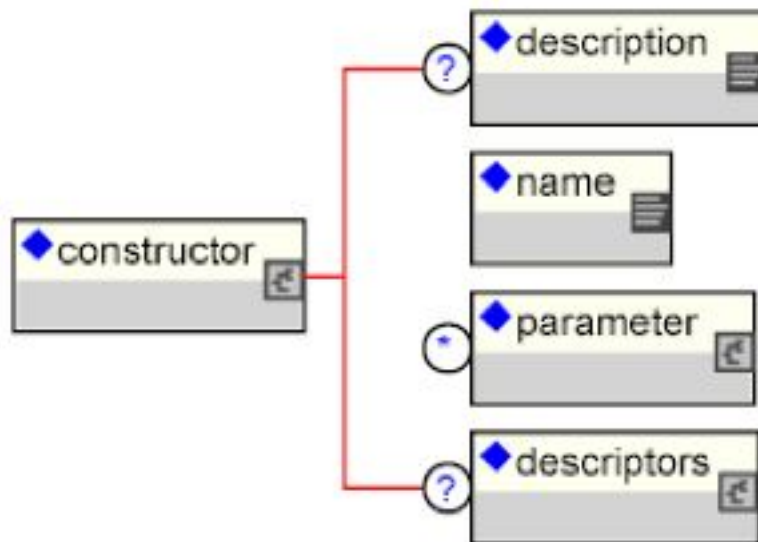 ? description
name
constructor
* parameter
? descriptors